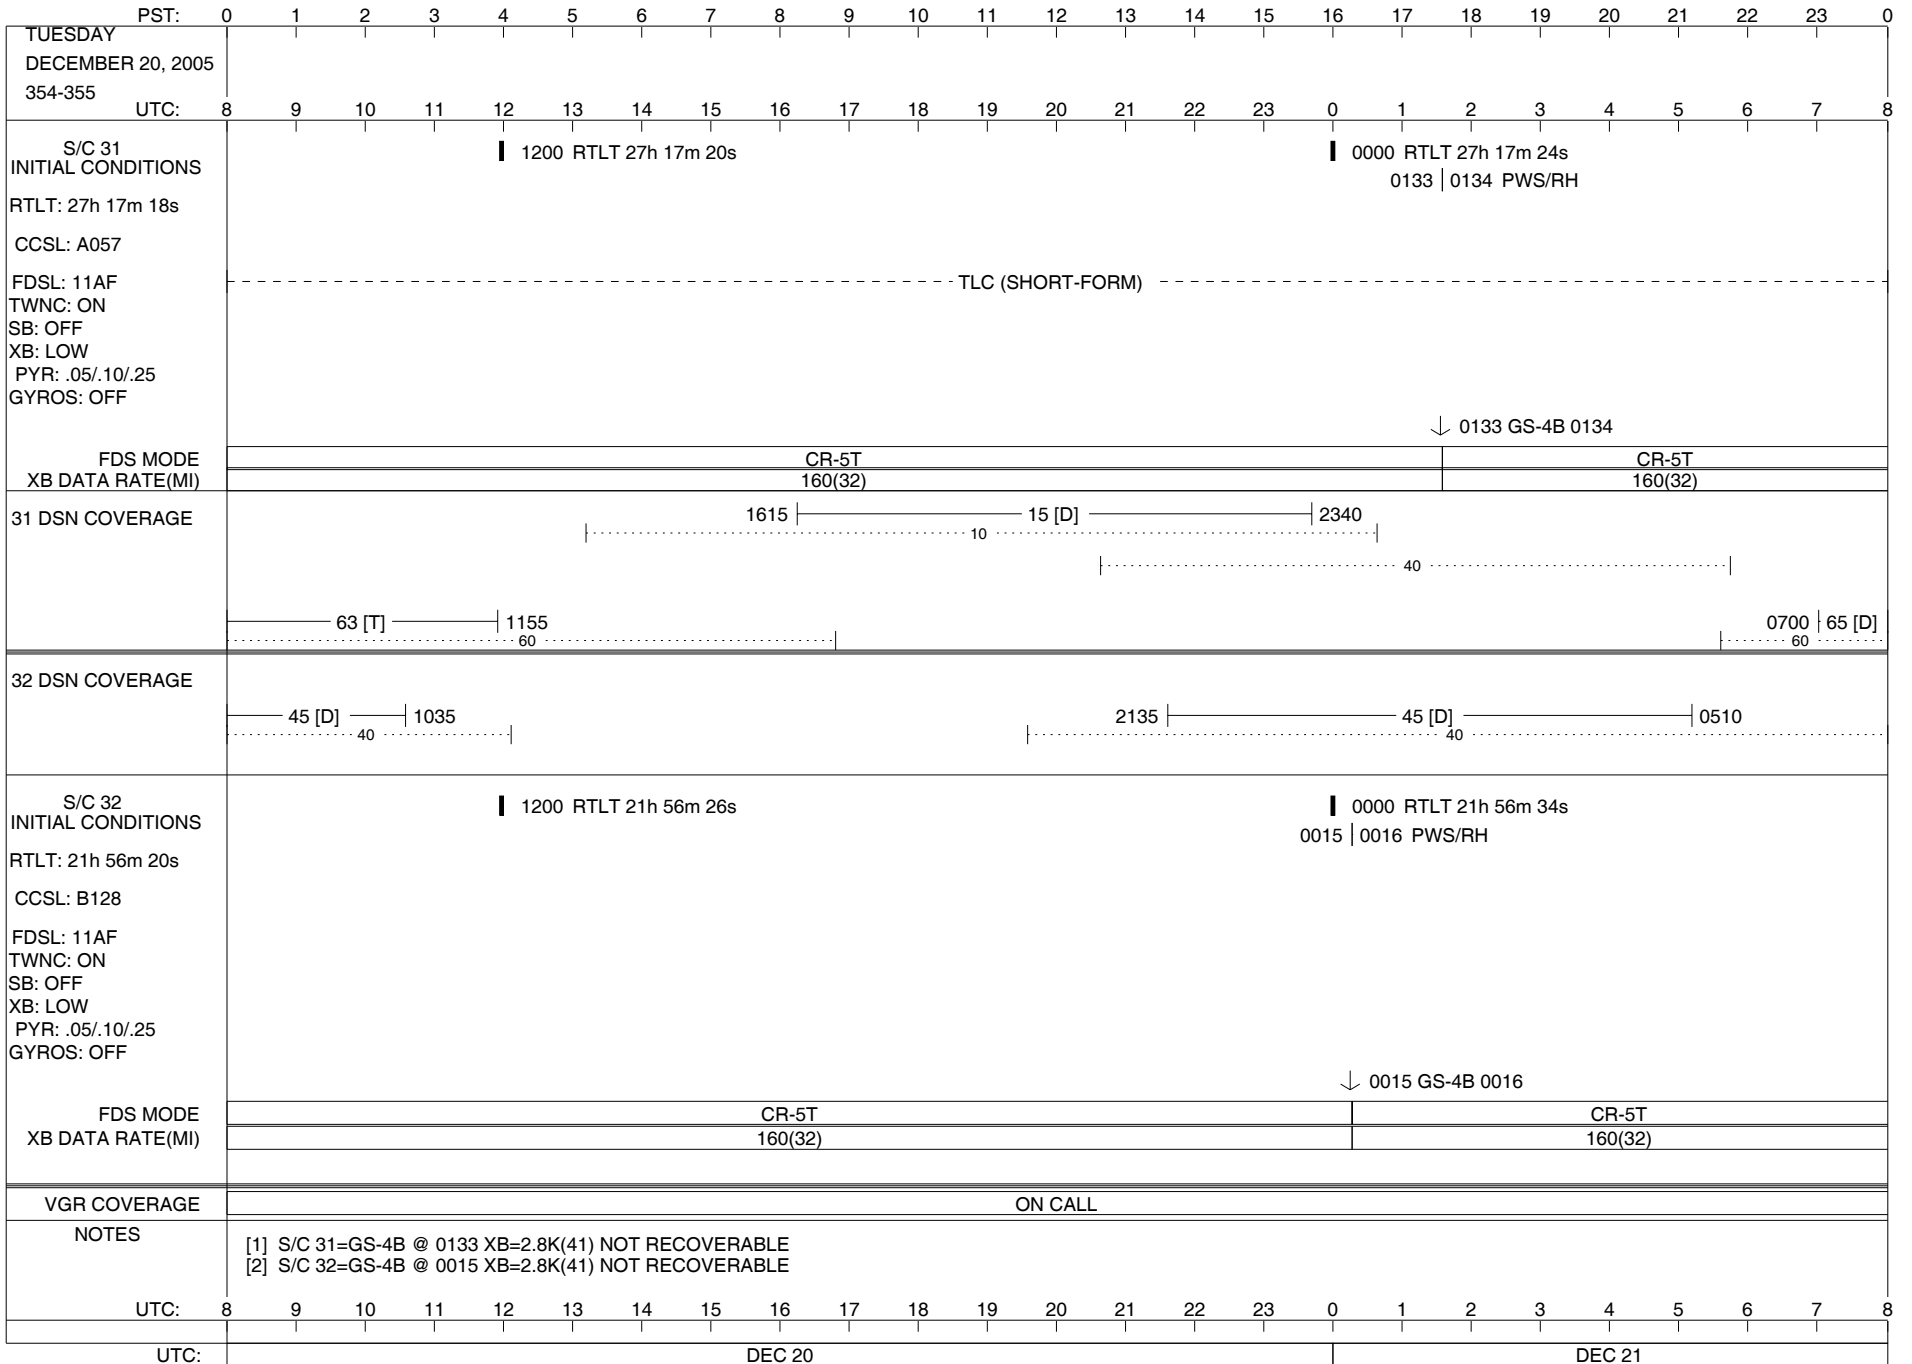 PST: 0 1 2 3 4 5 6 7 8 9 10 11 12 13 14 15 16 17 18 19 20 21 22 23 0
TUESDAY
DECEMBER 20, 2005
354-355
UTC: 8 9 10 11 12 13 14 15 16 17 18 19 20 21 22 23 0 1 2 3 4 5 6 7 8
S/C 31
INITIAL CONDITIONS
1200 RTLT 27h 17m 20s
0000 RTLT 27h 17m 24s
0133 0134 PWS/RH
RTLT: 27h 17m 18s
CCSL: A057
FDSL: 11AF
TLC (SHORT-FORM)
TWNC: ON
SB: OFF
XB: LOW
PYR: .05/.10/.25
GYROS: OFF
0133 GS-4B 0134
FDS MODE CR-5T CR-5T
XB DATA RATE(MI) 160(32) 160(32)
31 DSN COVERAGE
1615 15 [D] 2340
10
40
63 [T] 1155 0700 65 [D]
60 60
32 DSN COVERAGE
45 [D] 1035 2135 45 [D] 0510
40 40
S/C 32
INITIAL CONDITIONS
1200 RTLT 21h 56m 26s
0000 RTLT 21h 56m 34s
0015 0016 PWS/RH
RTLT: 21h 56m 20s
CCSL: B128
FDSL: 11AF
TWNC: ON
SB: OFF
XB: LOW
PYR: .05/.10/.25
GYROS: OFF
0015 GS-4B 0016
FDS MODE CR-5T CR-5T
XB DATA RATE(MI) 160(32) 160(32)
VGR COVERAGE ON CALL
NOTES
[1] S/C 31=GS-4B @ 0133 XB=2.8K(41) NOT RECOVERABLE
[2] S/C 32=GS-4B @ 0015 XB=2.8K(41) NOT RECOVERABLE
UTC: 8 9 10 11 12 13 14 15 16 17 18 19 20 21 22 23 0 1 2 3 4 5 6 7 8
UTC: DEC 20 DEC 21